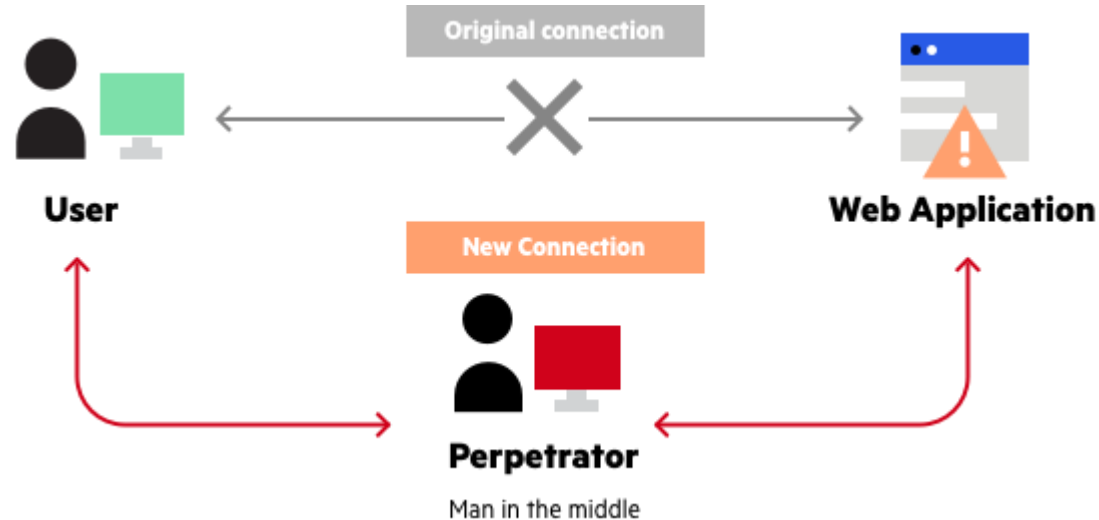 Original connection
User
Web Application
New Connection
Perpetrator
Man in the middle